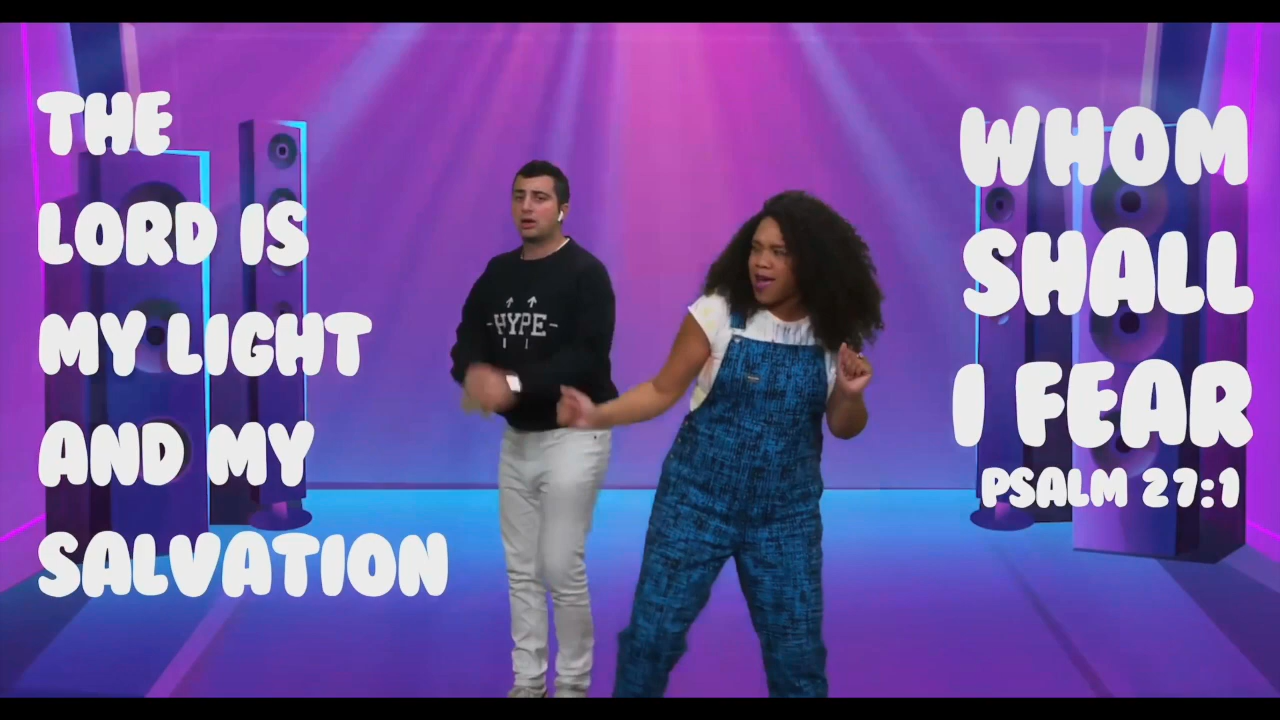 THE
LORD IS
MY LIGHT
AND MY
SALVATION
WHOM
SHALL
I FEAR
PSALM 27:1
-HYPE-